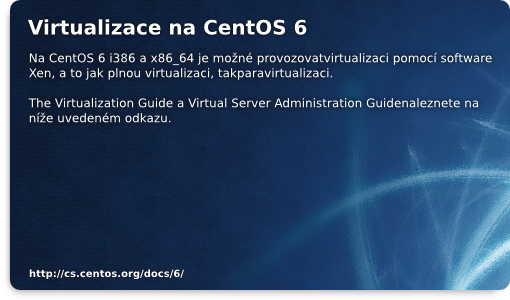 Virtualizace na CentOS 6
Na CentOS 6 i386 a x86_64 je možné provozovatvirtualizaci pomocí software
Xen, a to jak plnou virtualizaci, takparavirtualizaci.
The Virtualization Guide a Virtual Server Administration Guidenaleznete na
níže uvedeném odkazu.
http://cs.centos.org/docs/6/